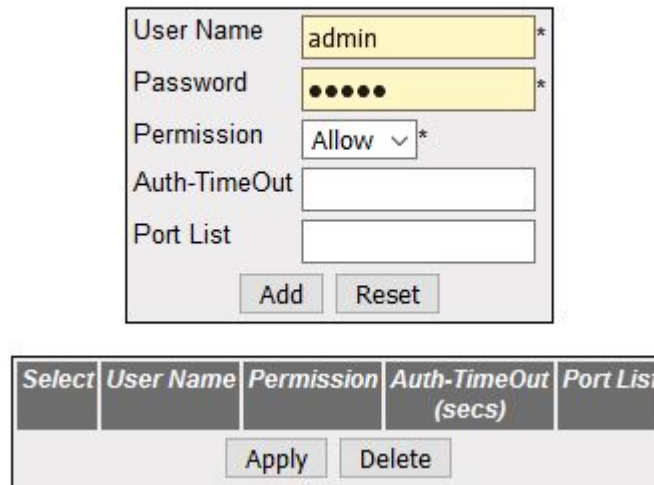 User Name admin *
Password ●●●●● *
Permission Allow *
Auth-TimeOut
Port List
Add Reset
Select User Name Permission Auth-TimeOut (secs) Port List
Apply Delete